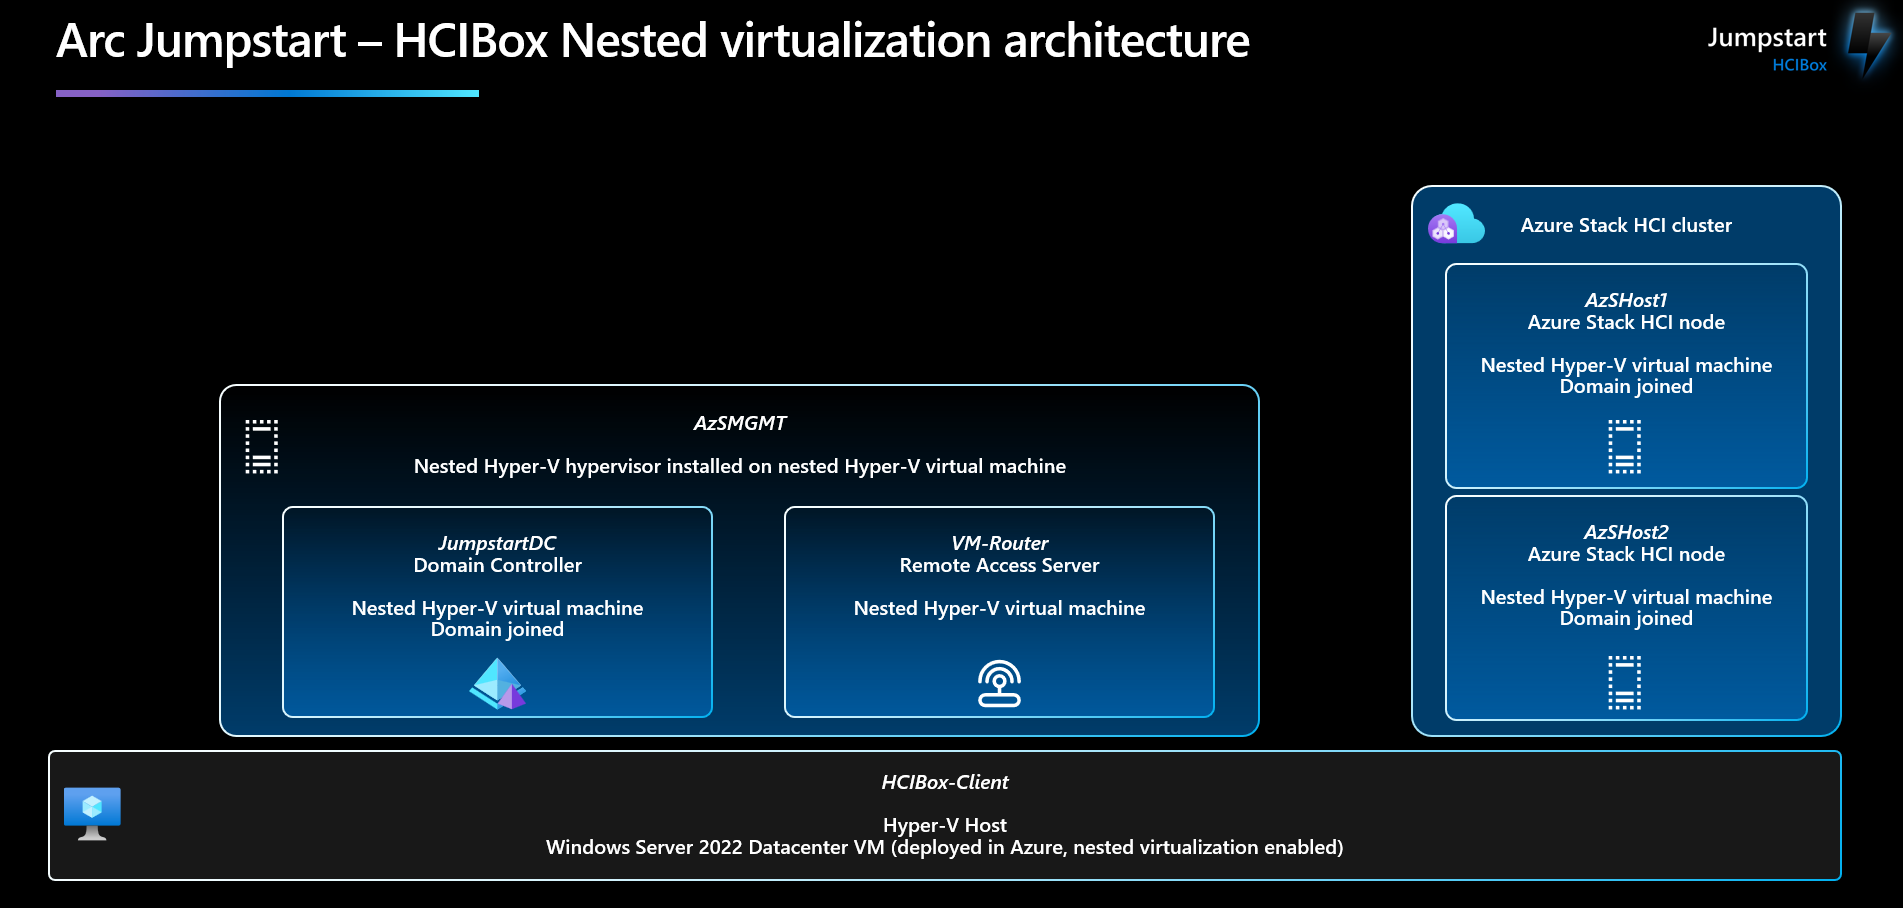 Arc Jumpstart – HCIBox Nested virtualization architecture
Jumpstart
HCIBox
Azure Stack HCI cluster
AzSHost1
Azure Stack HCI node
Nested Hyper-V virtual machine
Domain joined
AzSHost2
Azure Stack HCI node
Nested Hyper-V virtual machine
Domain joined
AzSMGMT
Nested Hyper-V hypervisor installed on nested Hyper-V virtual machine
JumpstartDC
Domain Controller
Nested Hyper-V virtual machine
Domain joined
VM-Router
Remote Access Server
Nested Hyper-V virtual machine
HCIBox-Client
Hyper-V Host
Windows Server 2022 Datacenter VM (deployed in Azure, nested virtualization enabled)